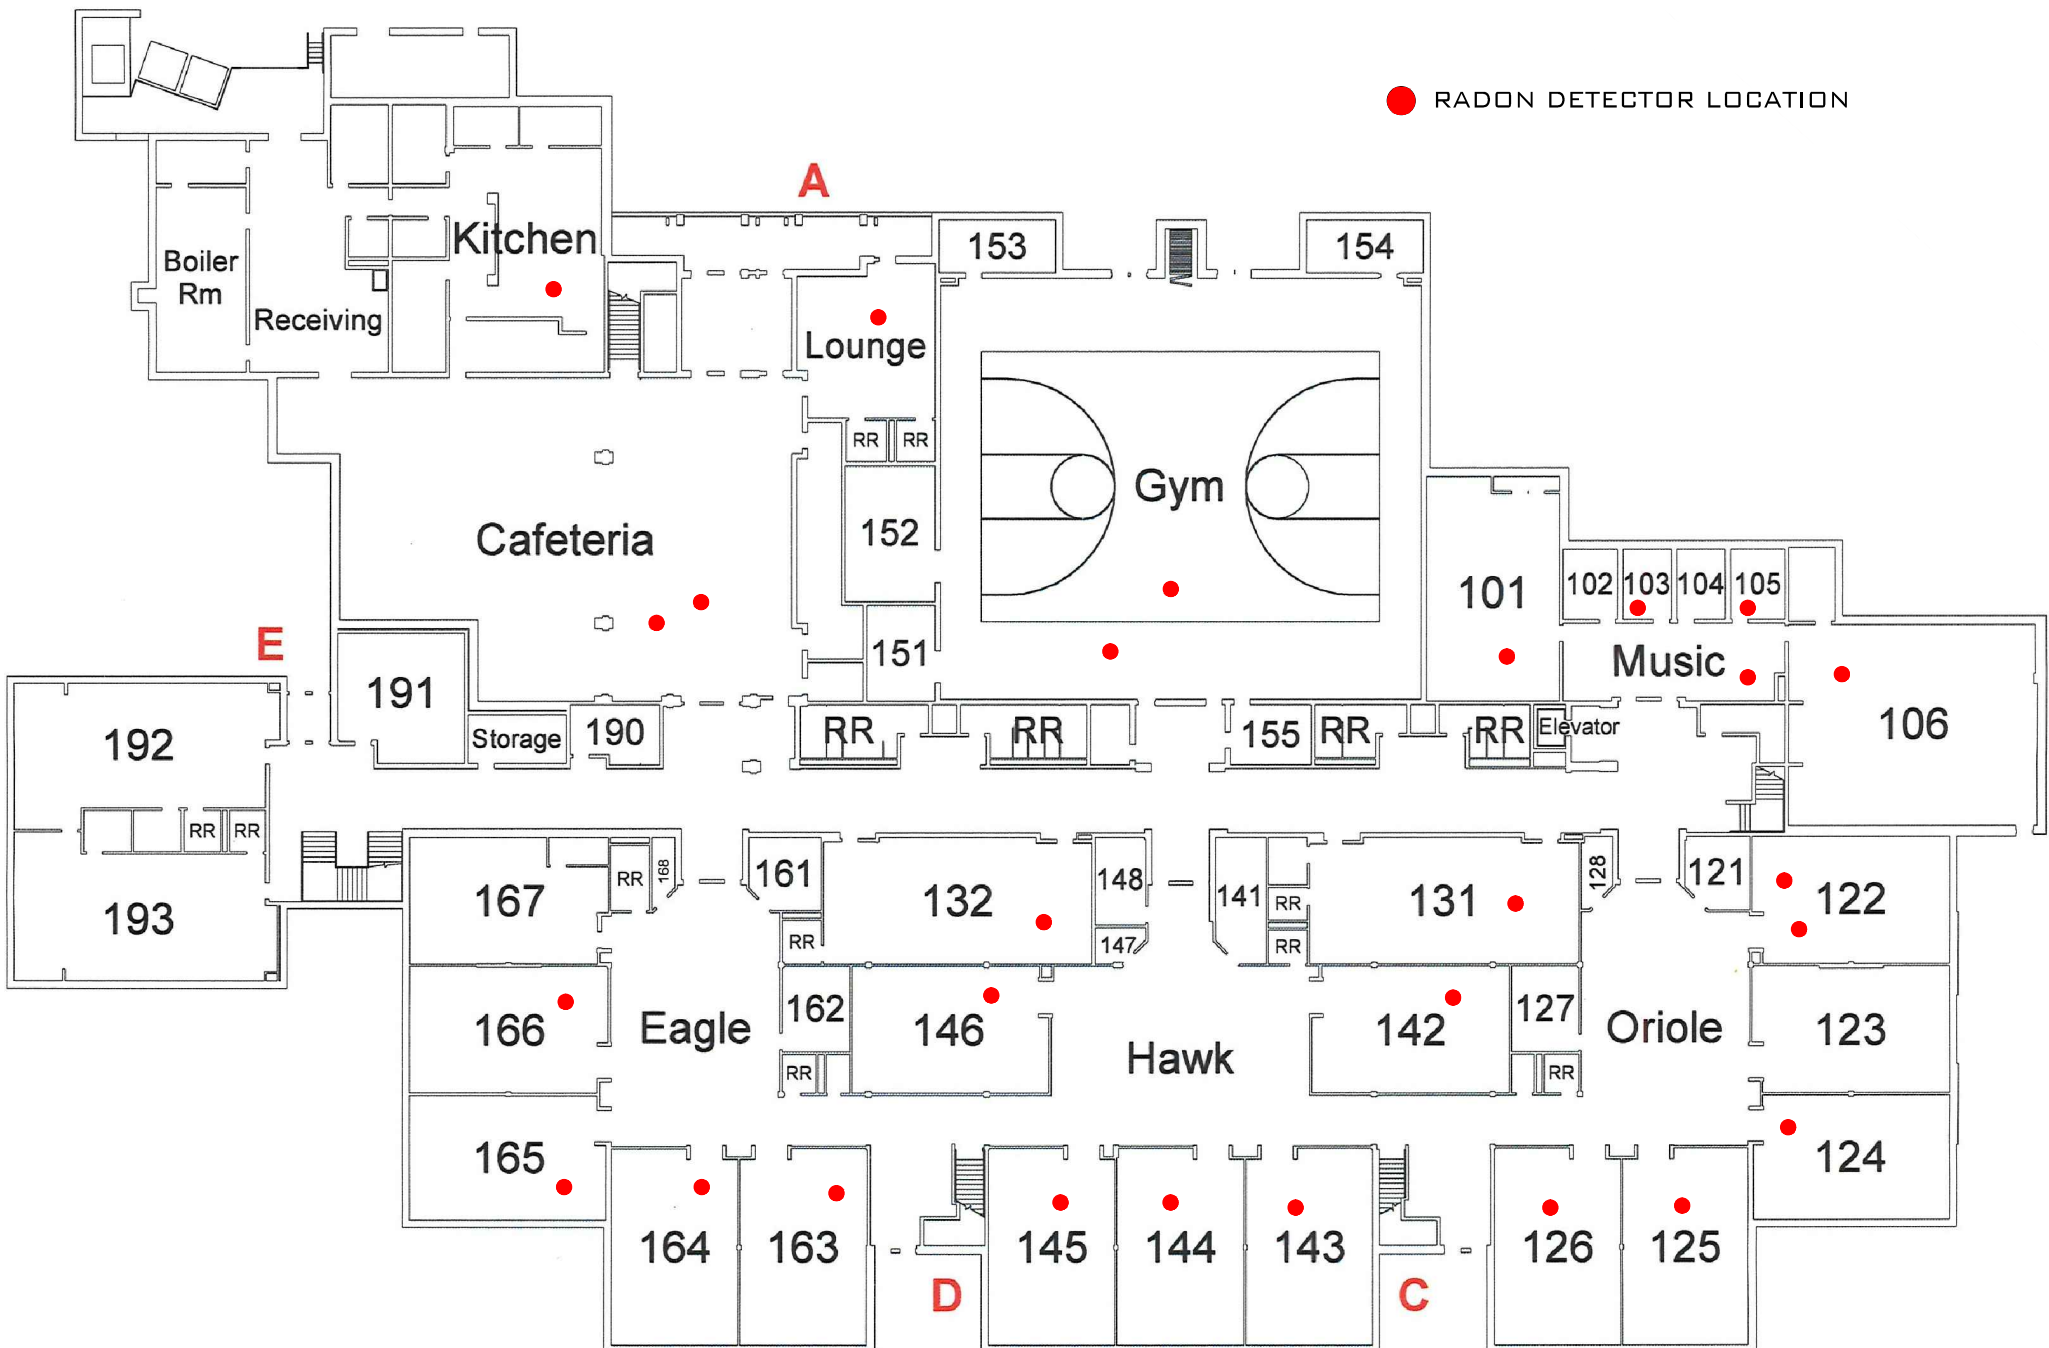 RADON DETECTOR LOCATION
A
Kitchen
153
154
Boiler
Rm
Receiving
Lounge
RR
RR
Gym
152
Cafeteria
101
102
103
104
105
151
Music
E
191
192
Storage
190
RR
RR
155
RR
RR
Elevator
106
RR
RR
193
167
RR
168
161
132
148
141
RR
131
128
121
122
RR
147
RR
166
Eagle
162
146
Hawk
142
127
Oriole
123
RR
RR
165
124
164
163
145
144
143
126
125
D
C